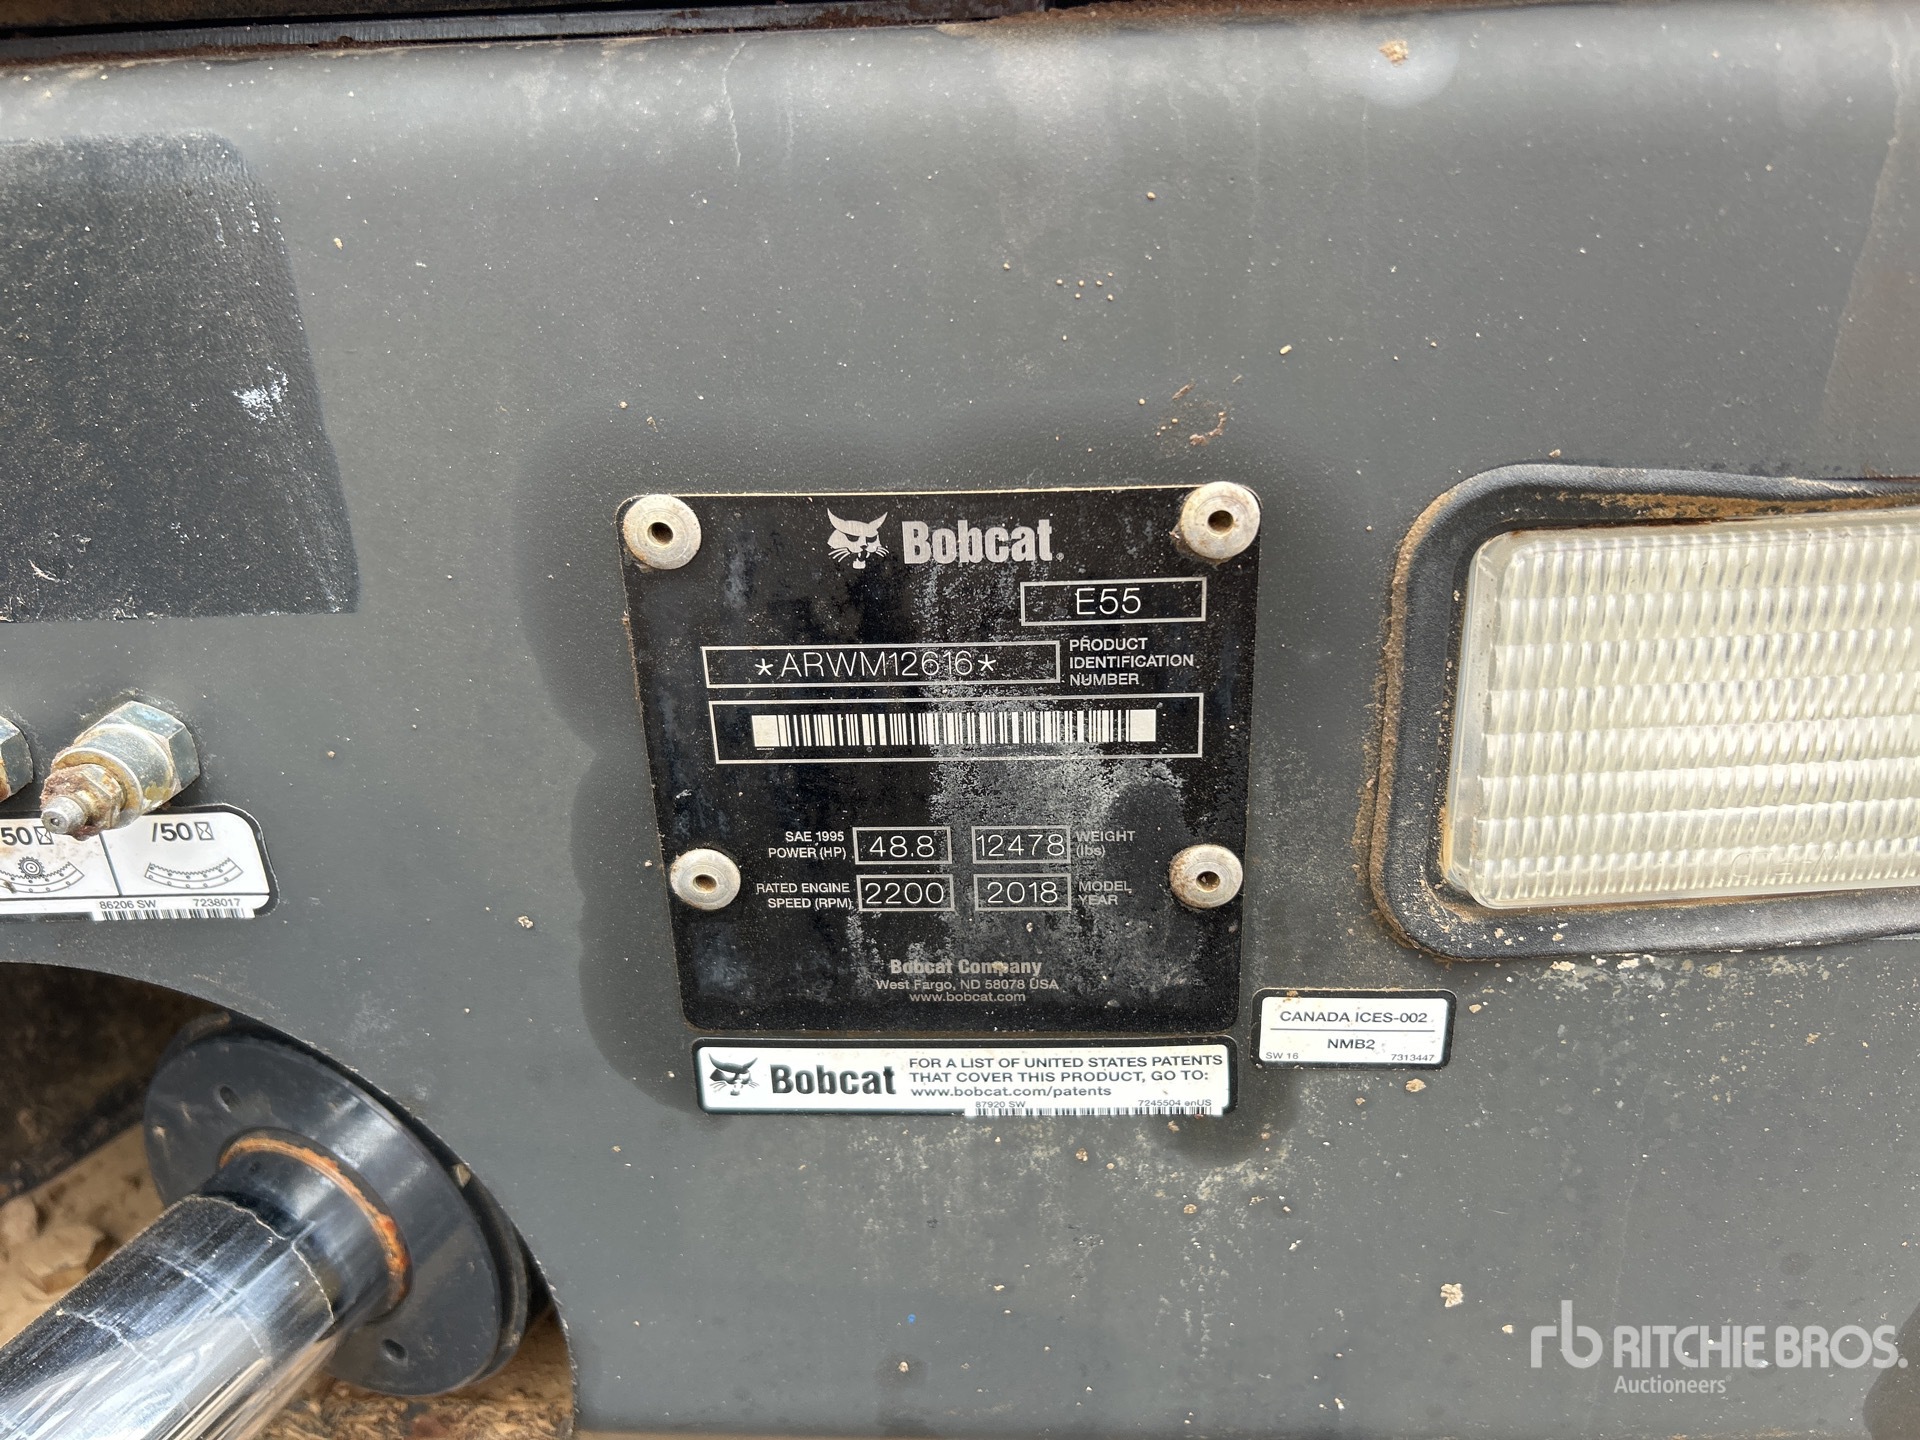 Bobcat®
E55
*ARWM12616*
PRODUCT
IDENTIFICATION
NUMBER
SAE 1995
POWER (HP)
48.8
12478
WEIGHT
(lbs)
RATED ENGINE
SPEED (RPM)
2200
2018
MODEL
YEAR
Bobcat Company
West Fargo, ND 58078 USA
www.bobcat.com
Bobcat
FOR A LIST OF UNITED STATES PATENTS
THAT COVER THIS PRODUCT, GO TO:
www.bobcat.com/patents
87920 SW
7245504 enUS
CANADA ICES-002
NMB2
SW 16
7313447
50
/50
86206 SW
7238017
rb RITCHIE BROS.
Auctioneers